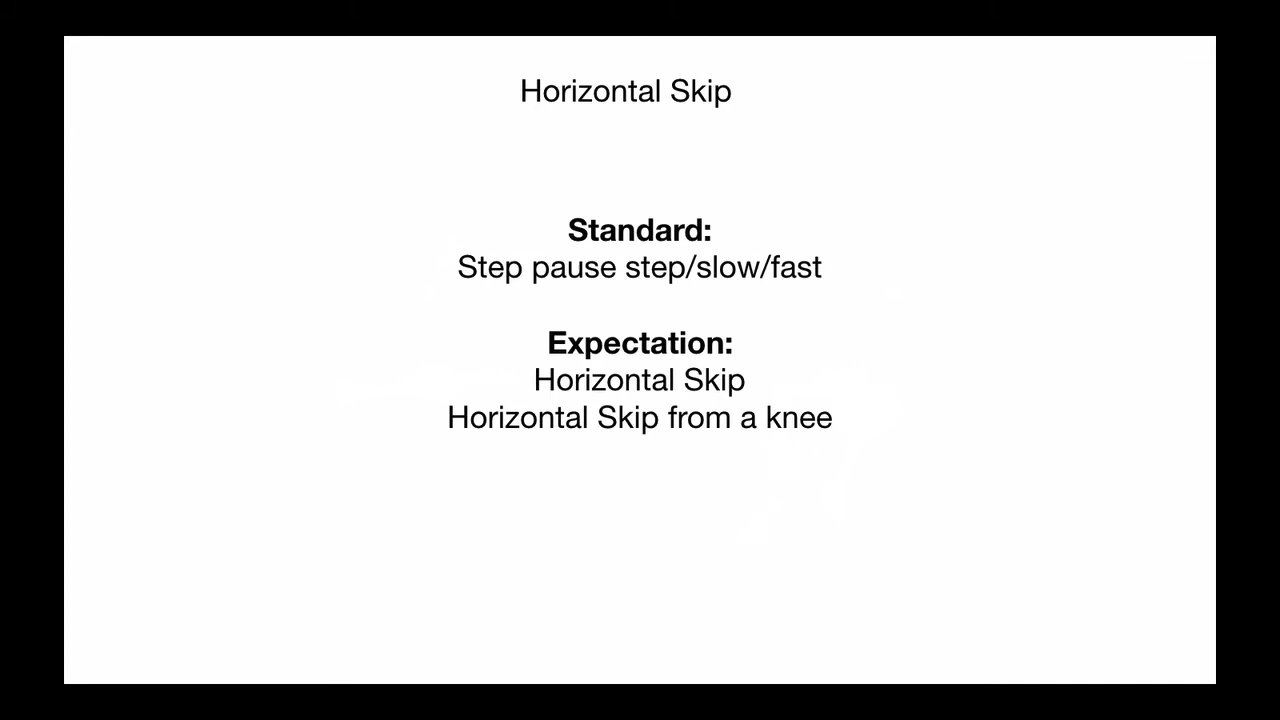 Horizontal Skip
Standard:
Step pause step/slow/fast
Expectation:
Horizontal Skip
Horizontal Skip from a knee